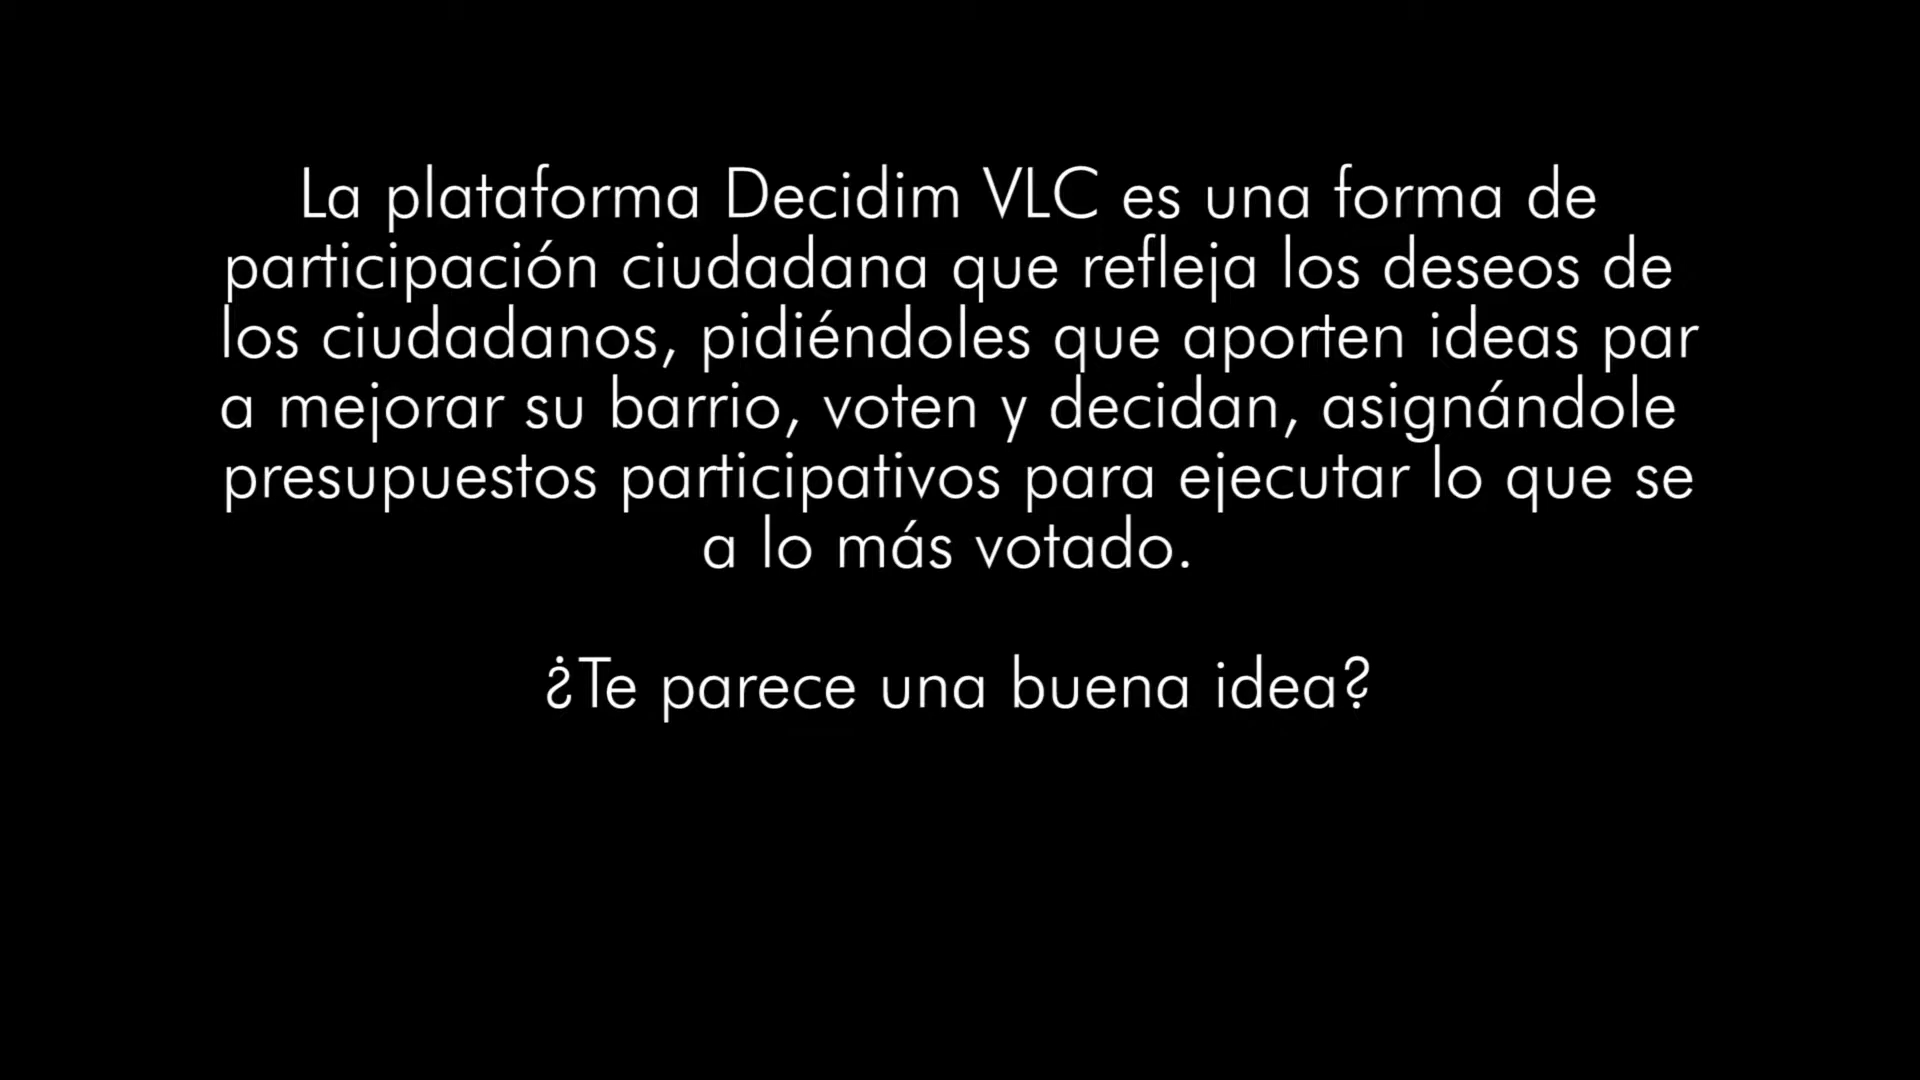 La plataforma Decidim VLC es una forma de
participación ciudadana que refleja los deseos de
los ciudadanos, pidiéndoles que aporten ideas par
a mejorar su barrio, voten y decidan, asignándole
presupuestos participativos para ejecutar lo que se
a lo más votado.
¿Te parece una buena idea?